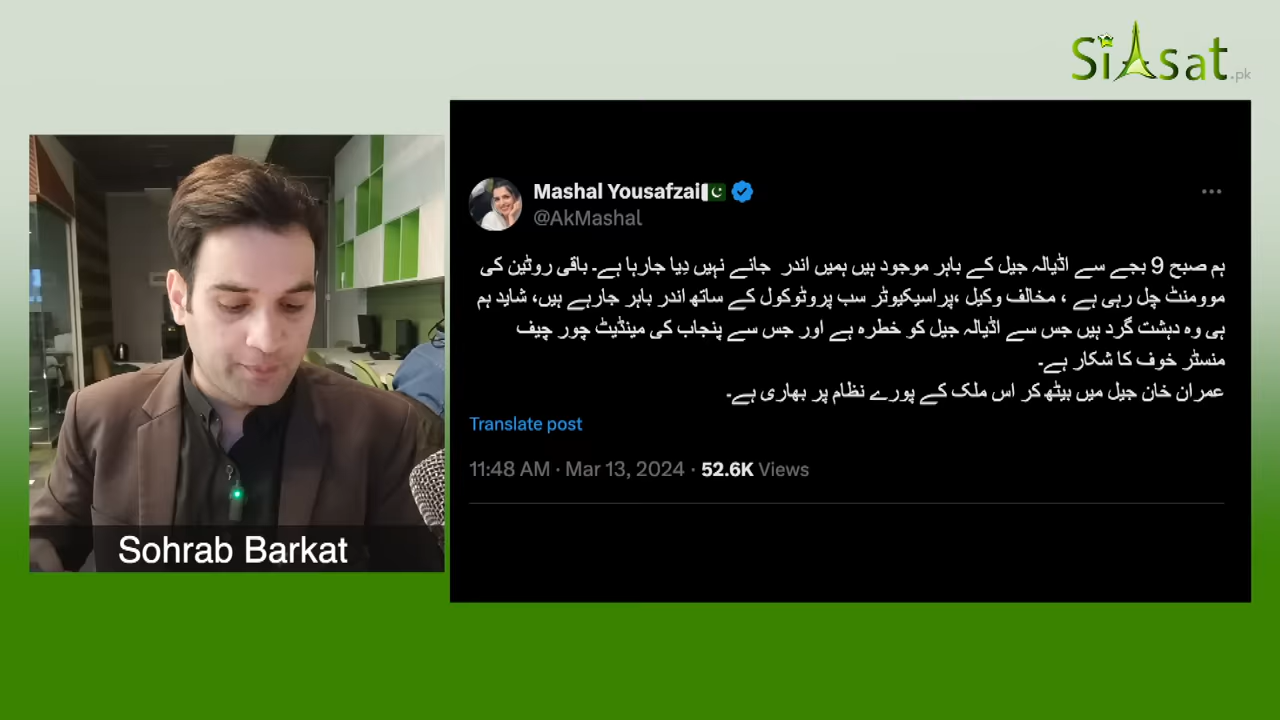 SiAsat.pk
Mashal Yousafzai🇵🇰
@AkMashal
ہم صبح 9 بجے سے اڈیالہ جیل کے باہر موجود ہیں ہمیں اندر جانے نہیں دیا جارہا ہے۔ باقی روٹین کی
موومنٹ چل رہی ہے ، مخالف وکیل ،پراسیکیوٹر سب پروٹوکول کے ساتھ اندر باہر جارہے ہیں، شاید ہم
ہی وہ دہشت گرد ہیں جس سے اڈیالہ جیل کو خطرہ ہے اور جس سے پنجاب کی مینڈیٹ چور چیف
منسٹر خوف کا شکار ہے۔
عمران خان جیل میں بیٹھ کر اس ملک کے پورے نظام پر بھاری ہے۔
Translate post
11:48 AM · Mar 13, 2024 · 52.6K Views
Sohrab Barkat